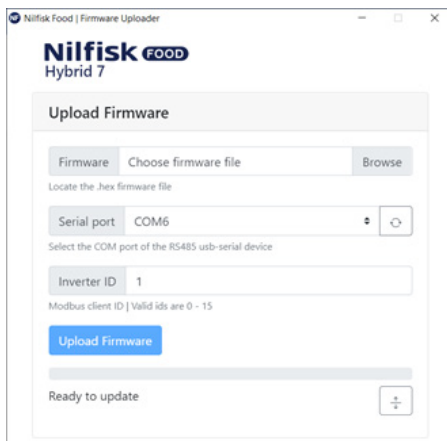 NF Nilfisk Food | Firmware Uploader
Nilfisk FOOD
Hybrid 7
Upload Firmware
Firmware Choose firmware file Browse
Locate the .hex firmware file
Serial port COM6
Select the COM port of the RS485 usb-serial device
Inverter ID 1
Modbus client ID | Valid ids are 0 - 15
Upload Firmware
Ready to update